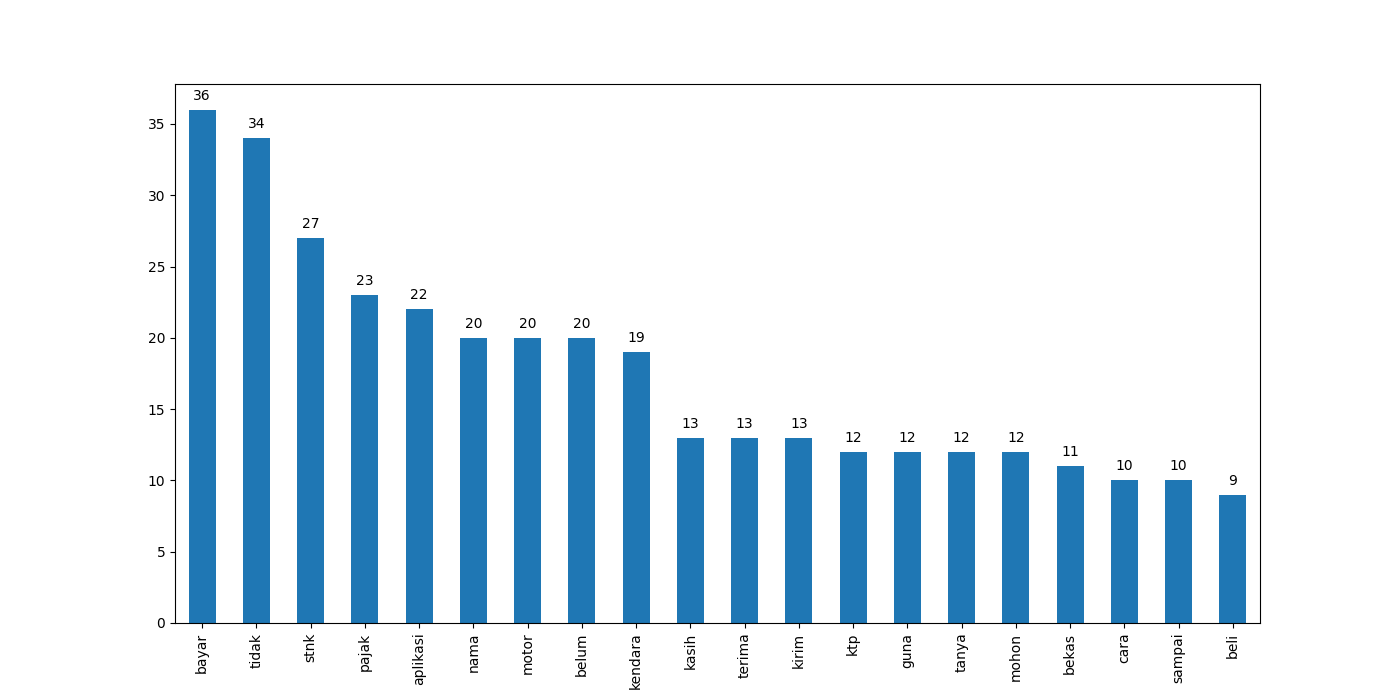 36
34
27
23
22
20
20
20
19
13
13
13
12
12
12
12
11
10
10
9
35
30
25
20
15
10
5
0
bayar
tidak
stnk
pajak
aplikasi
nama
motor
belum
kendara
kasih
terima
kirim
ktp
guna
tanya
mohon
bekas
cara
sampai
beli